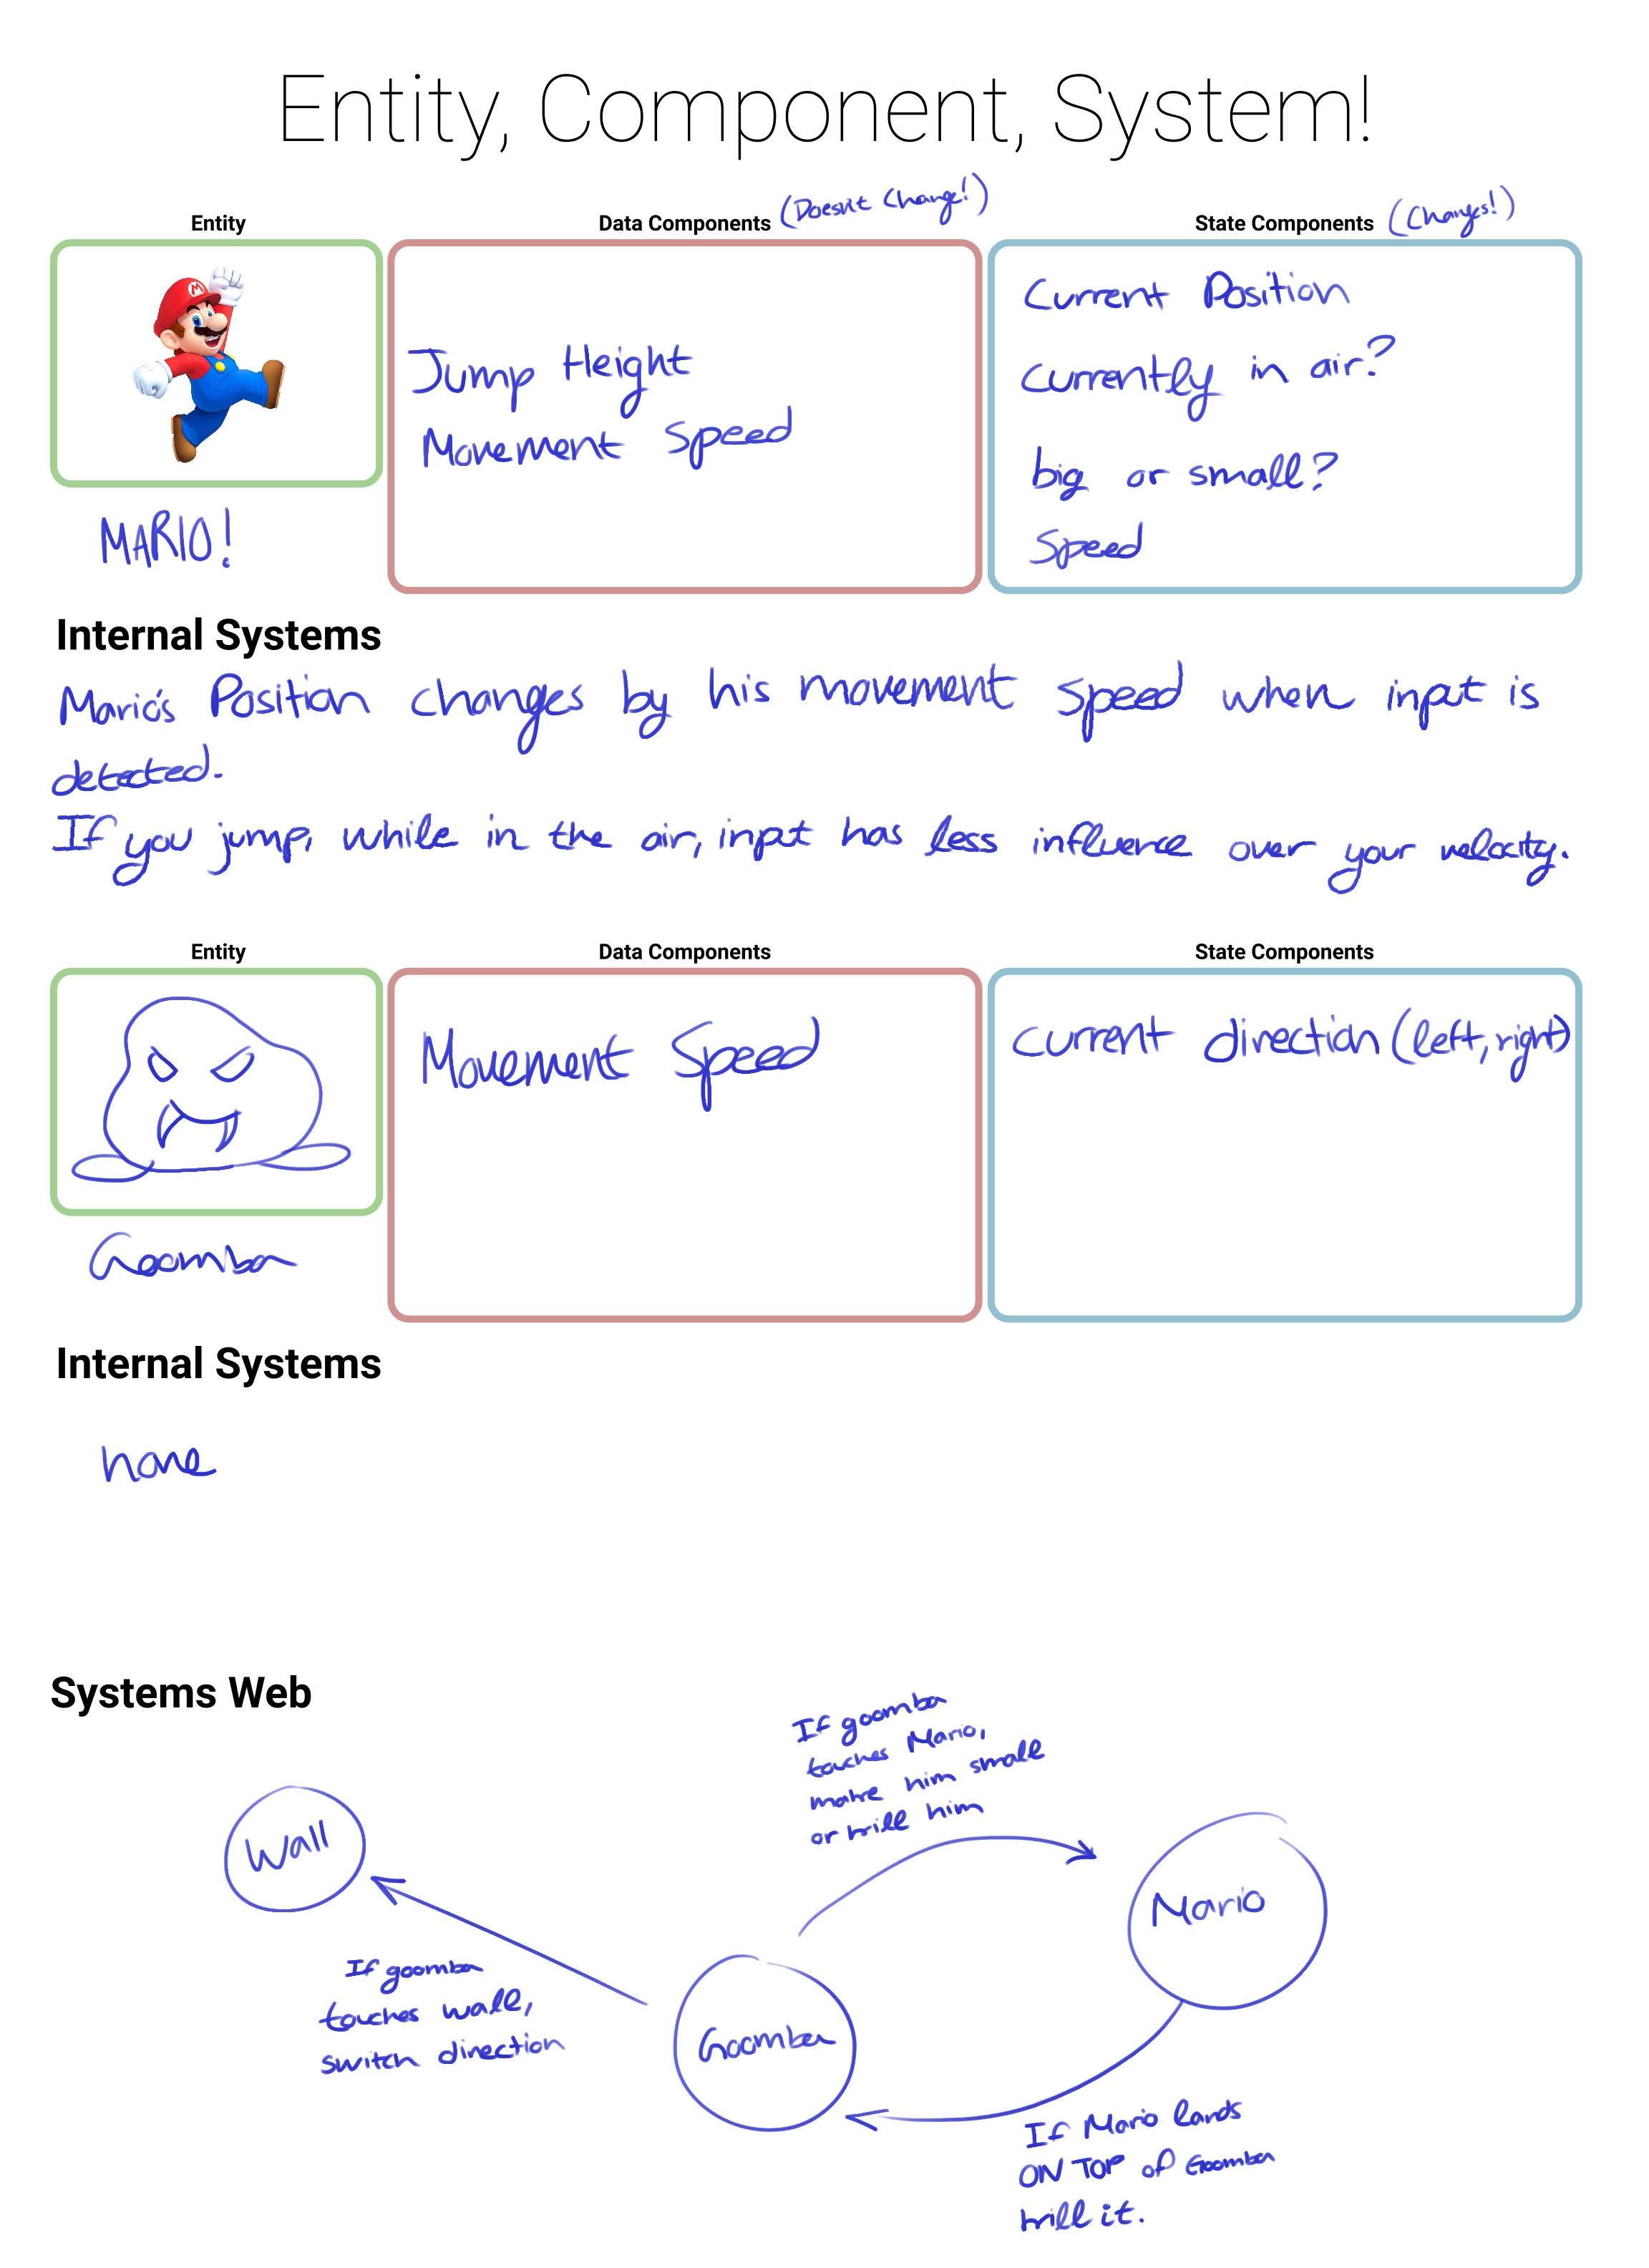 Entity, Component, System!
Entity
Data Components (Doesn't Change!)
State Components (Changes!)
M
Jump Height
Movement Speed
Current Position
currently in air?
big or small?
Speed
MARIO!
Internal Systems
Mario's Position changes by his movement speed when input is
detected.
If you jump, while in the air, input has less influence over your velocity.
Entity
Data Components
State Components
Movement Speed
current direction (left, right)
Goomba
Internal Systems
none
Systems Web
If goomba
touches Mario,
make him small
or kill him
Wall
Mario
If goomba
touches wall,
switch direction
Goomba
If Mario lands
ON TOP of Goomba
kill it.